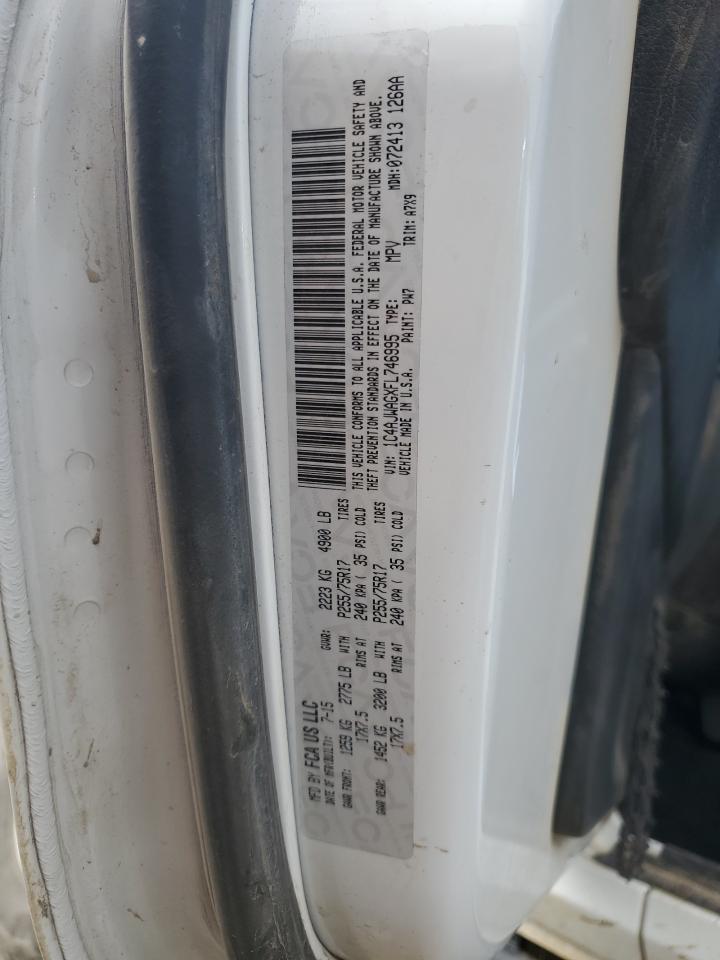 MFD BY FCA US LLC
DATE OF MFR(BUILT): 7-15 GVWR: 2223 KG 4900 LB
GAWR FRONT: 1259 KG 2775 LB WITH P255/75R17 TIRES
17X7.5 RIMS AT 240 KPA ( 35 PSI) COLD
GAWR REAR: 1452 KG 3200 LB WITH P255/75R17 TIRES
17X7.5 RIMS AT 240 KPA ( 35 PSI) COLD
THIS VEHICLE CONFORMS TO ALL APPLICABLE U.S.A. FEDERAL MOTOR VEHICLE SAFETY AND
THEFT PREVENTION STANDARDS IN EFFECT ON THE DATE OF MANUFACTURE SHOWN ABOVE.
VIN: 1C4AJWAGXFL746995 TYPE: MPV MDH:072413 126AA
VEHICLE MADE IN U.S.A. PAINT: PW7 TRIM: A7X9